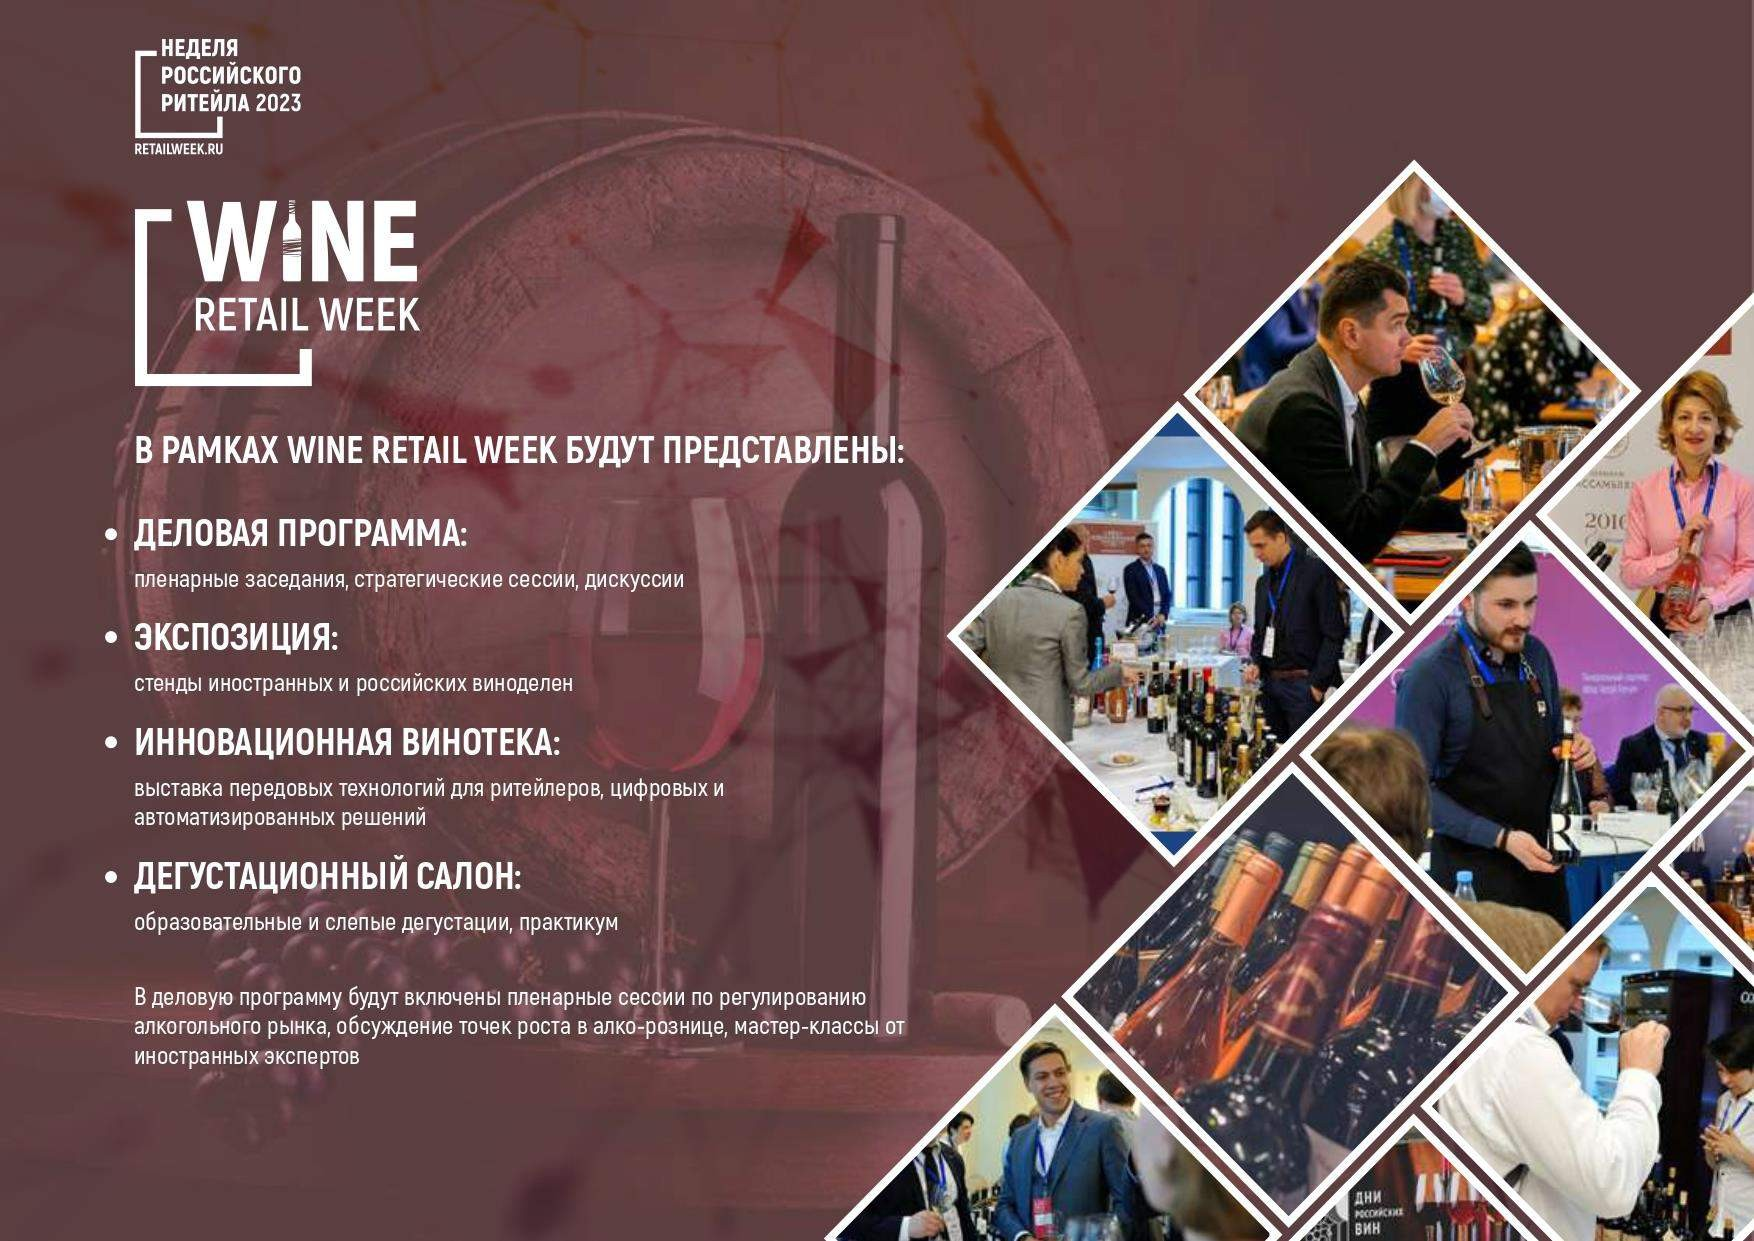 НЕДЕЛЯ
РОССИЙСКОГО
РИТЕЙЛА 2023
RETAILWEEK.RU
WINE
RETAIL WEEK
В РАМКАХ WINE RETAIL WEEK БУДУТ ПРЕДСТАВЛЕНЫ:
• ДЕЛОВАЯ ПРОГРАММА:
пленарные заседания, стратегические сессии, дискуссии
• ЭКСПОЗИЦИЯ:
стенды иностранных и российских виноделен
• ИННОВАЦИОННАЯ ВИНОТЕКА:
выставка передовых технологий для ритейлеров, цифровых и
автоматизированных решений
• ДЕГУСТАЦИОННЫЙ САЛОН:
образовательные и слепые дегустации, практикум
В деловую программу будут включены пленарные сессии по регулированию
алкогольного рынка, обсуждение точек роста в алко-рознице, мастер-классы от
иностранных экспертов
2016
ДНИ
РОССИЙСКИХ
ВИН